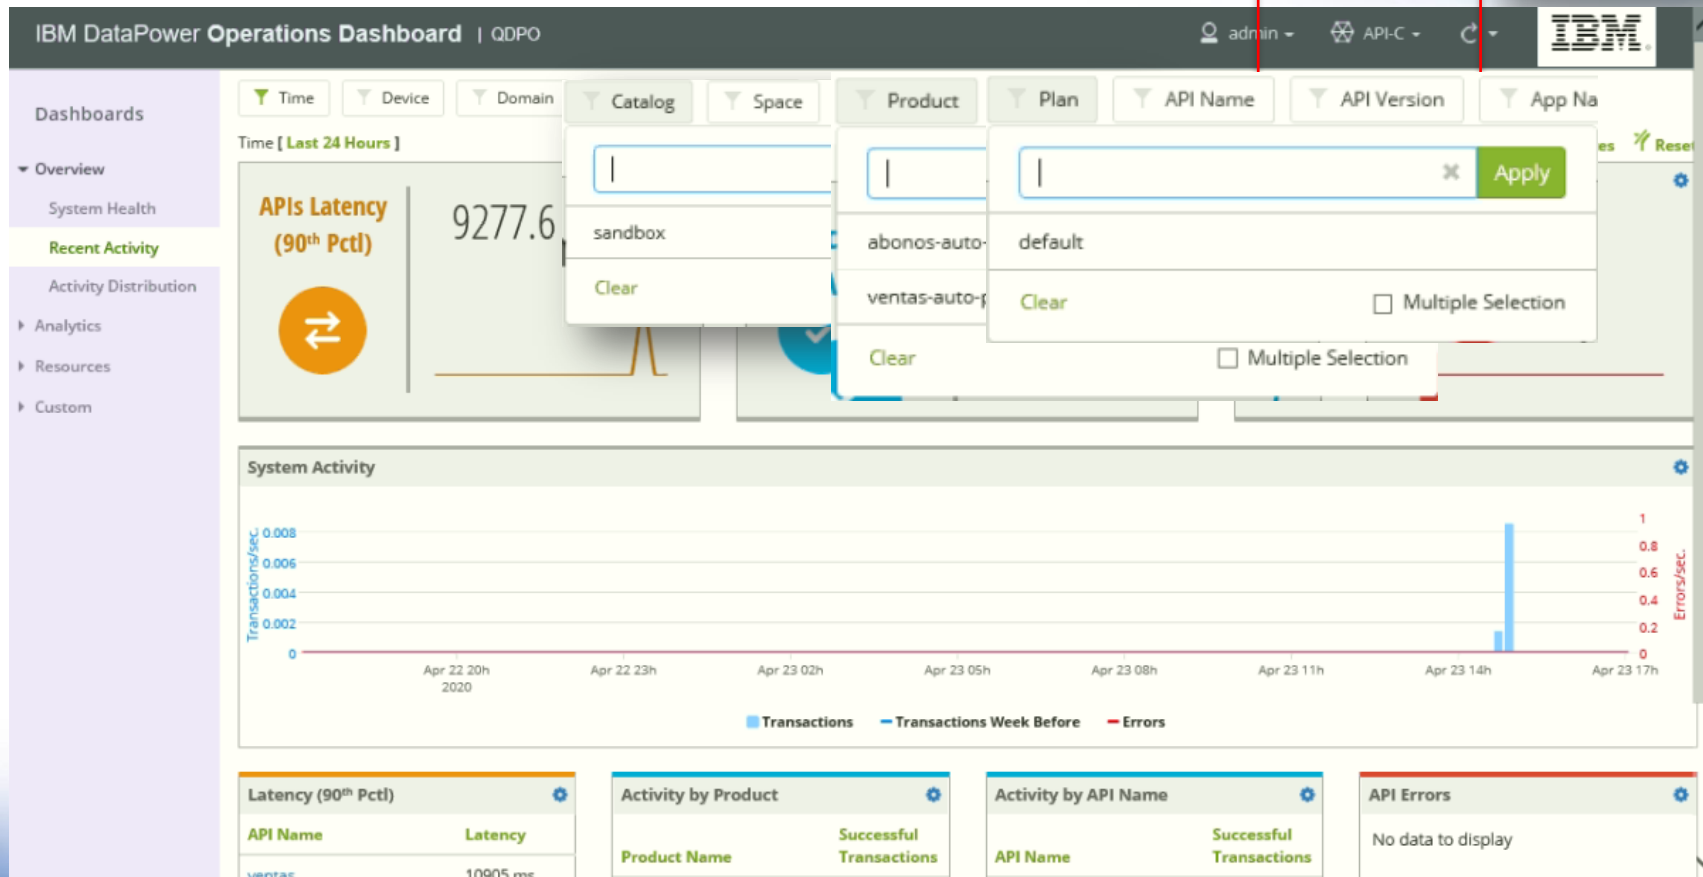 IBM DataPower Operations Dashboard | QDPO
admin
API-C
IBM
Dashboards
Overview
System Health
Recent Activity
Activity Distribution
Analytics
Resources
Custom
Time
Device
Domain
Catalog
Space
Product
Plan
API Name
API Version
App Na
Time [ Last 24 Hours ]
es
Reset
APIs Latency
(90th Pctl)
9277.6
sandbox
Clear
abonos-auto-
ventas-auto-p
Clear
Multiple Selection
Apply
default
Clear
Multiple Selection
System Activity
Transactions/sec.
0.008
0.006
0.004
0.002
0
1
0.8
0.6
0.4
0.2
0
Errors/sec.
Apr 22 20h
2020
Apr 22 23h
Apr 23 02h
Apr 23 05h
Apr 23 08h
Apr 23 11h
Apr 23 14h
Apr 23 17h
Transactions
Transactions Week Before
Errors
Latency (90th Pctl)
API Name
Latency
ventas
10905 ms
Activity by Product
Product Name
Successful
Transactions
Activity by API Name
API Name
Successful
Transactions
API Errors
No data to display